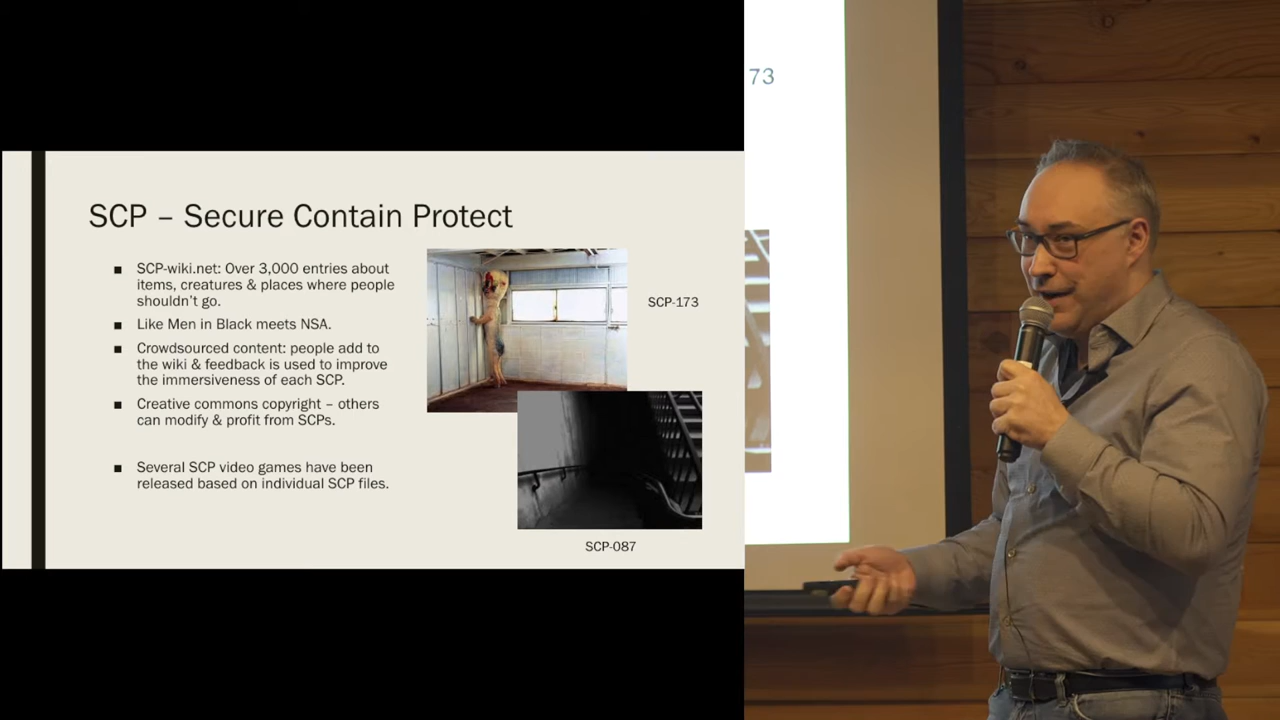 SCP – Secure Contain Protect
■ SCP-wiki.net: Over 3,000 entries about
items, creatures & places where people
shouldn't go.
■ Like Men in Black meets NSA.
■ Crowdsourced content: people add to
the wiki & feedback is used to improve
the immersiveness of each SCP.
■ Creative commons copyright – others
can modify & profit from SCPs.
■ Several SCP video games have been
released based on individual SCP files.
SCP-173
SCP-087
73